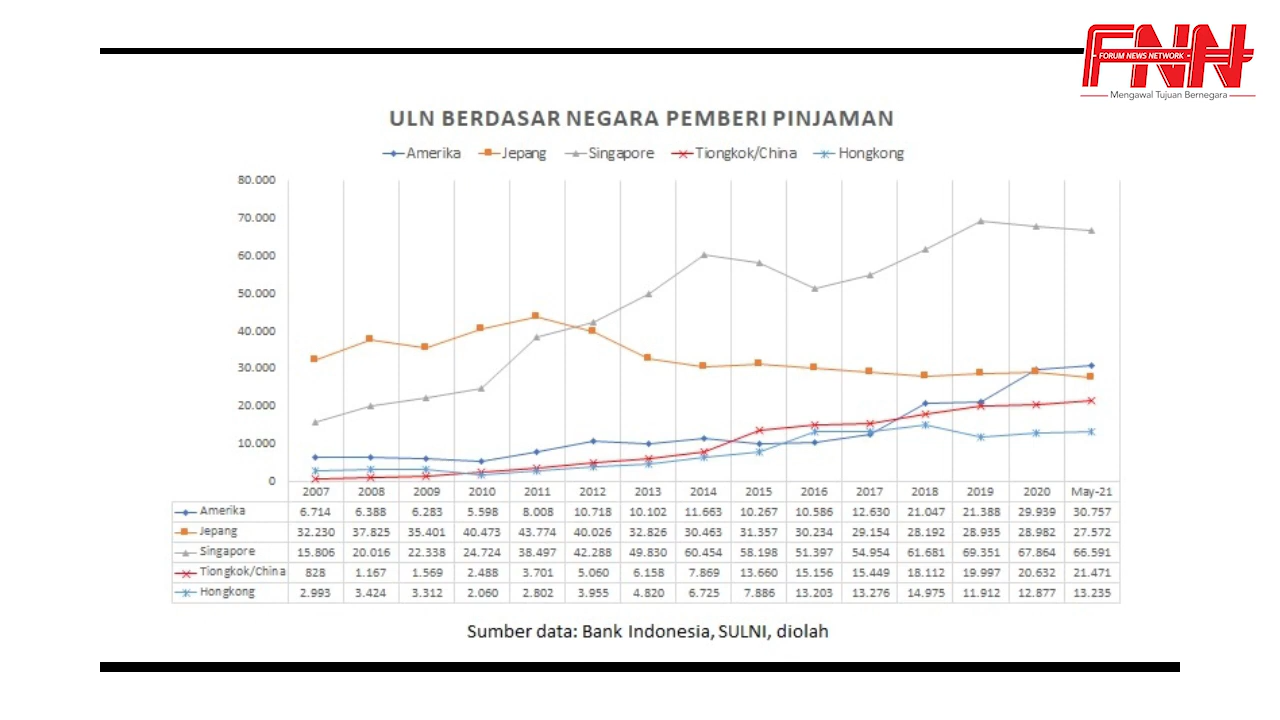 FNN
FORUM NEWS NETWORK
Mengawal Tujuan Bernegara
ULN BERDASAR NEGARA PEMBERI PINJAMAN
Amerika Jepang Singapore Tiongkok/China Hongkong
80.000
70.000
60.000
50.000
40.000
30.000
20.000
10.000
0
2007 2008 2009 2010 2011 2012 2013 2014 2015 2016 2017 2018 2019 2020 May-21
Amerika 6.714 6.388 6.283 5.598 8.008 10.718 10.102 11.663 10.267 10.586 12.630 21.047 21.388 29.939 30.757
Jepang 32.230 37.825 35.401 40.473 43.774 40.026 32.826 30.463 31.357 30.234 29.154 28.192 28.935 28.982 27.572
Singapore 15.806 20.016 22.338 24.724 38.497 42.288 49.830 60.454 58.198 51.397 54.954 61.681 69.351 67.864 66.591
Tiongkok/China 828 1.167 1.569 2.488 3.701 5.060 6.158 7.869 13.660 15.156 15.449 18.112 19.997 20.632 21.471
Hongkong 2.993 3.424 3.312 2.060 2.802 3.955 4.820 6.725 7.886 13.203 13.276 14.975 11.912 12.877 13.235
Sumber data: Bank Indonesia, SULNI, diolah